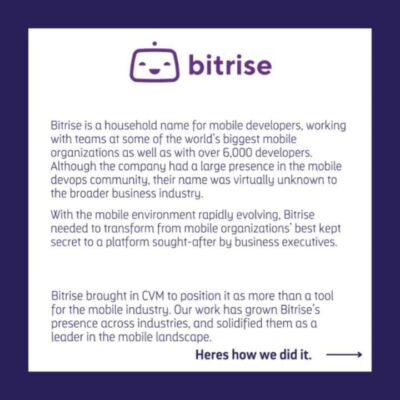 bitrise
Bitrise is a household name for mobile developers, working
with teams at some of the world's biggest mobile
organizations as well as with over 6,000 developers.
Although the company had a large presence in the mobile
devops community, their name was virtually unknown to
the broader business industry.
With the mobile environment rapidly evolving, Bitrise
needed to transform from mobile organizations' best kept
secret to a platform sought-after by business executives.
Bitrise brought in CVM to position it as more than a tool
for the mobile industry. Our work has grown Bitrise's
presence across industries, and solidified them as a
leader in the mobile landscape.
Heres how we did it.